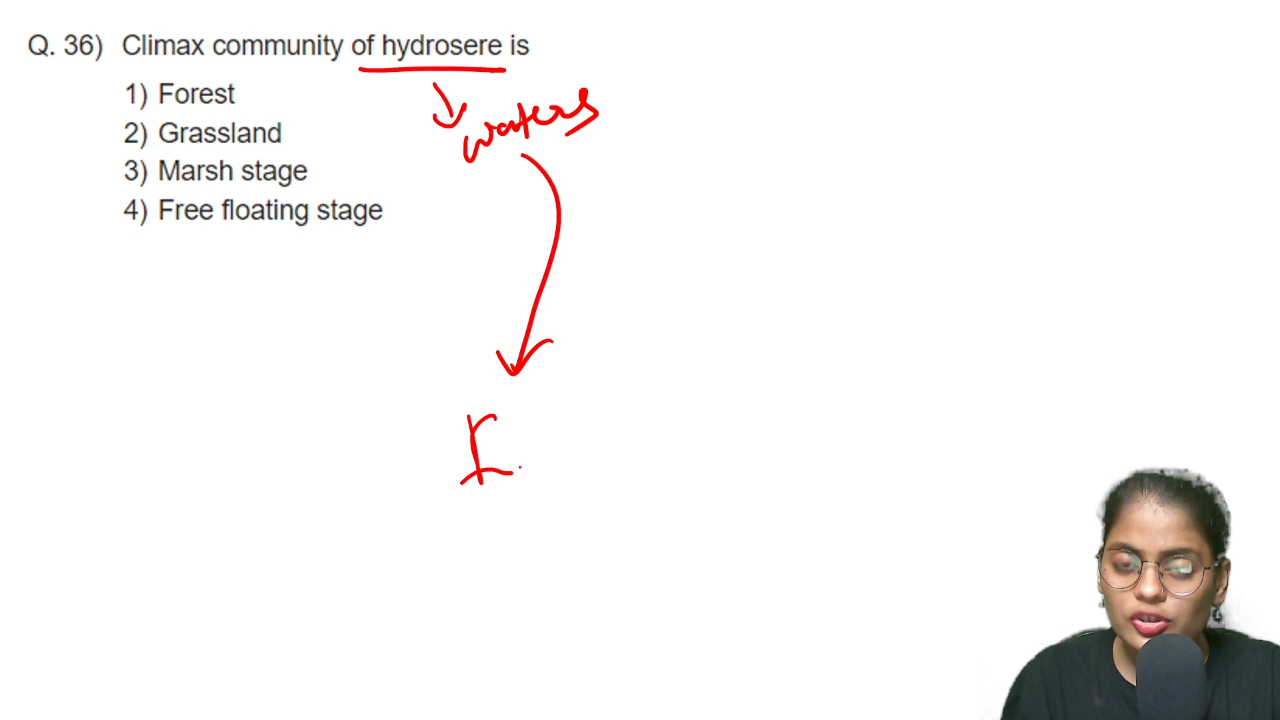 Q. 36) Climax community of hydrosere is
1) Forest
2) Grassland
3) Marsh stage
4) Free floating stage
waters